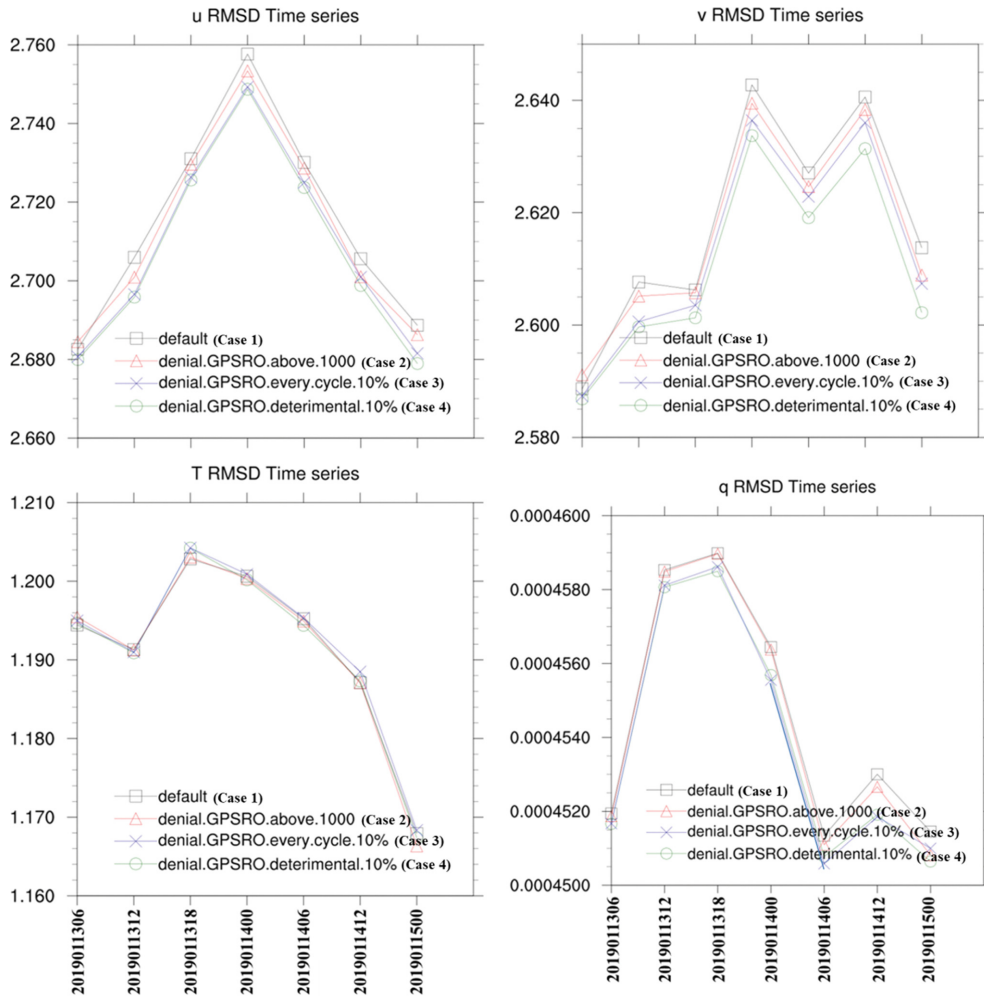 u RMSD Time series
2.760
2.740
2.720
2.700
2.680
2.660
default (Case 1)
denial.GPSRO.above.1000 (Case 2)
denial.GPSRO.every.cycle.10% (Case 3)
denial.GPSRO.deterimental.10% (Case 4)
v RMSD Time series
2.640
2.620
2.600
2.580
default (Case 1)
denial.GPSRO.above.1000 (Case 2)
denial.GPSRO.every.cycle.10% (Case 3)
denial.GPSRO.deterimental.10% (Case 4)
T RMSD Time series
1.210
1.200
1.190
1.180
1.170
1.160
default (Case 1)
denial.GPSRO.above.1000 (Case 2)
denial.GPSRO.every.cycle.10% (Case 3)
denial.GPSRO.deterimental.10% (Case 4)
2019011306
2019011312
2019011318
2019011400
2019011406
2019011412
2019011500
q RMSD Time series
0.0004600
0.0004580
0.0004560
0.0004540
0.0004520
0.0004500
default (Case 1)
denial.GPSRO.above.1000 (Case 2)
denial.GPSRO.every.cycle.10% (Case 3)
denial.GPSRO.deterimental.10% (Case 4)
2019011306
2019011312
2019011318
2019011400
2019011406
2019011412
2019011500